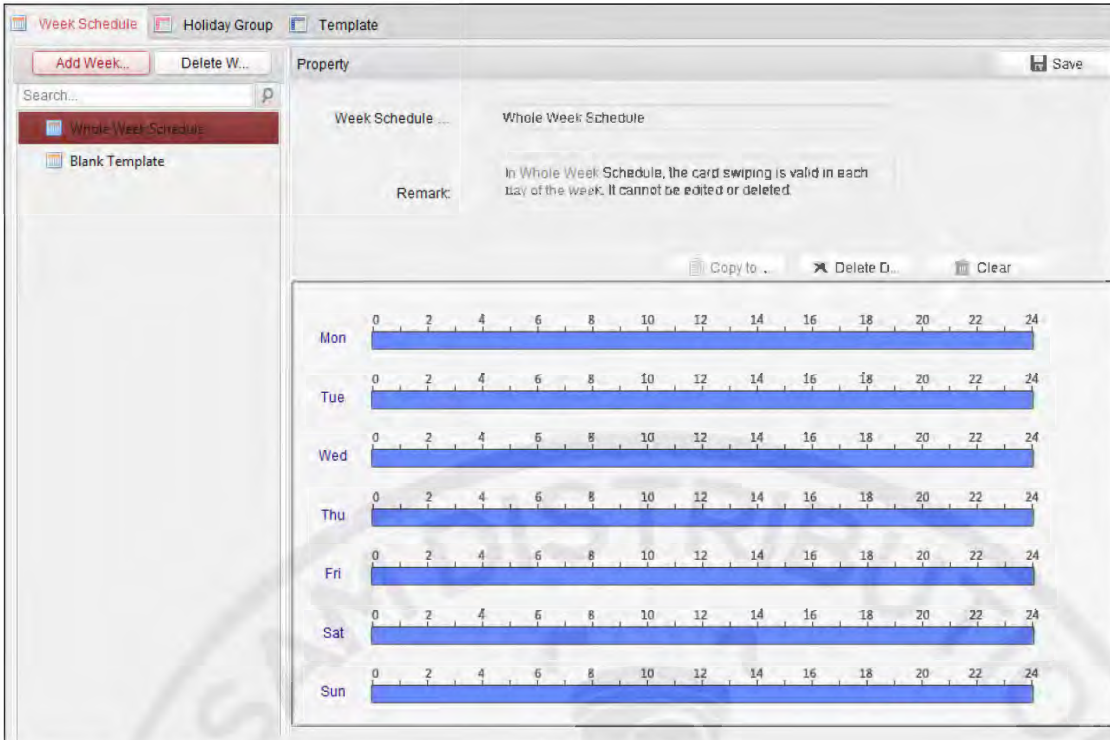 Week Schedule Holiday Group Template
Add Week... Delete W... Property Save
Search...
Whole Week Schedule
Blank Template
Week Schedule ... Whole Week Schedule
Remark: In Whole Week Schedule, the card swiping is valid in each
day of the week. It cannot be edited or deleted.
Copy to .. Delete D... Clear
0 2 4 6 8 10 12 14 16 18 20 22 24
Mon
0 2 4 6 8 10 12 14 16 18 20 22 24
Tue
0 2 4 6 8 10 12 14 16 18 20 22 24
Wed
0 2 4 6 8 10 12 14 16 18 20 22 24
Thu
0 2 4 6 8 10 12 14 16 18 20 22 24
Fri
0 2 4 6 8 10 12 14 16 18 20 22 24
Sat
0 2 4 6 8 10 12 14 16 18 20 22 24
Sun